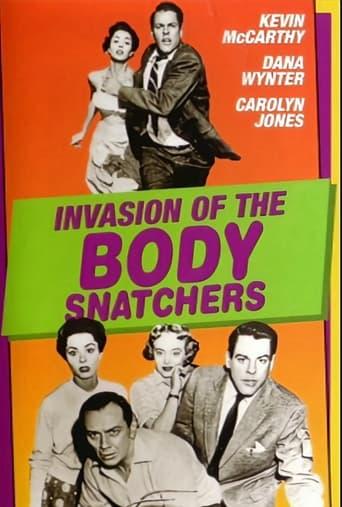 KEVIN
McCARTHY
DANA
WYNTER
CAROLYN
JONES
INVASION OF THE
BODY
SNATCHERS